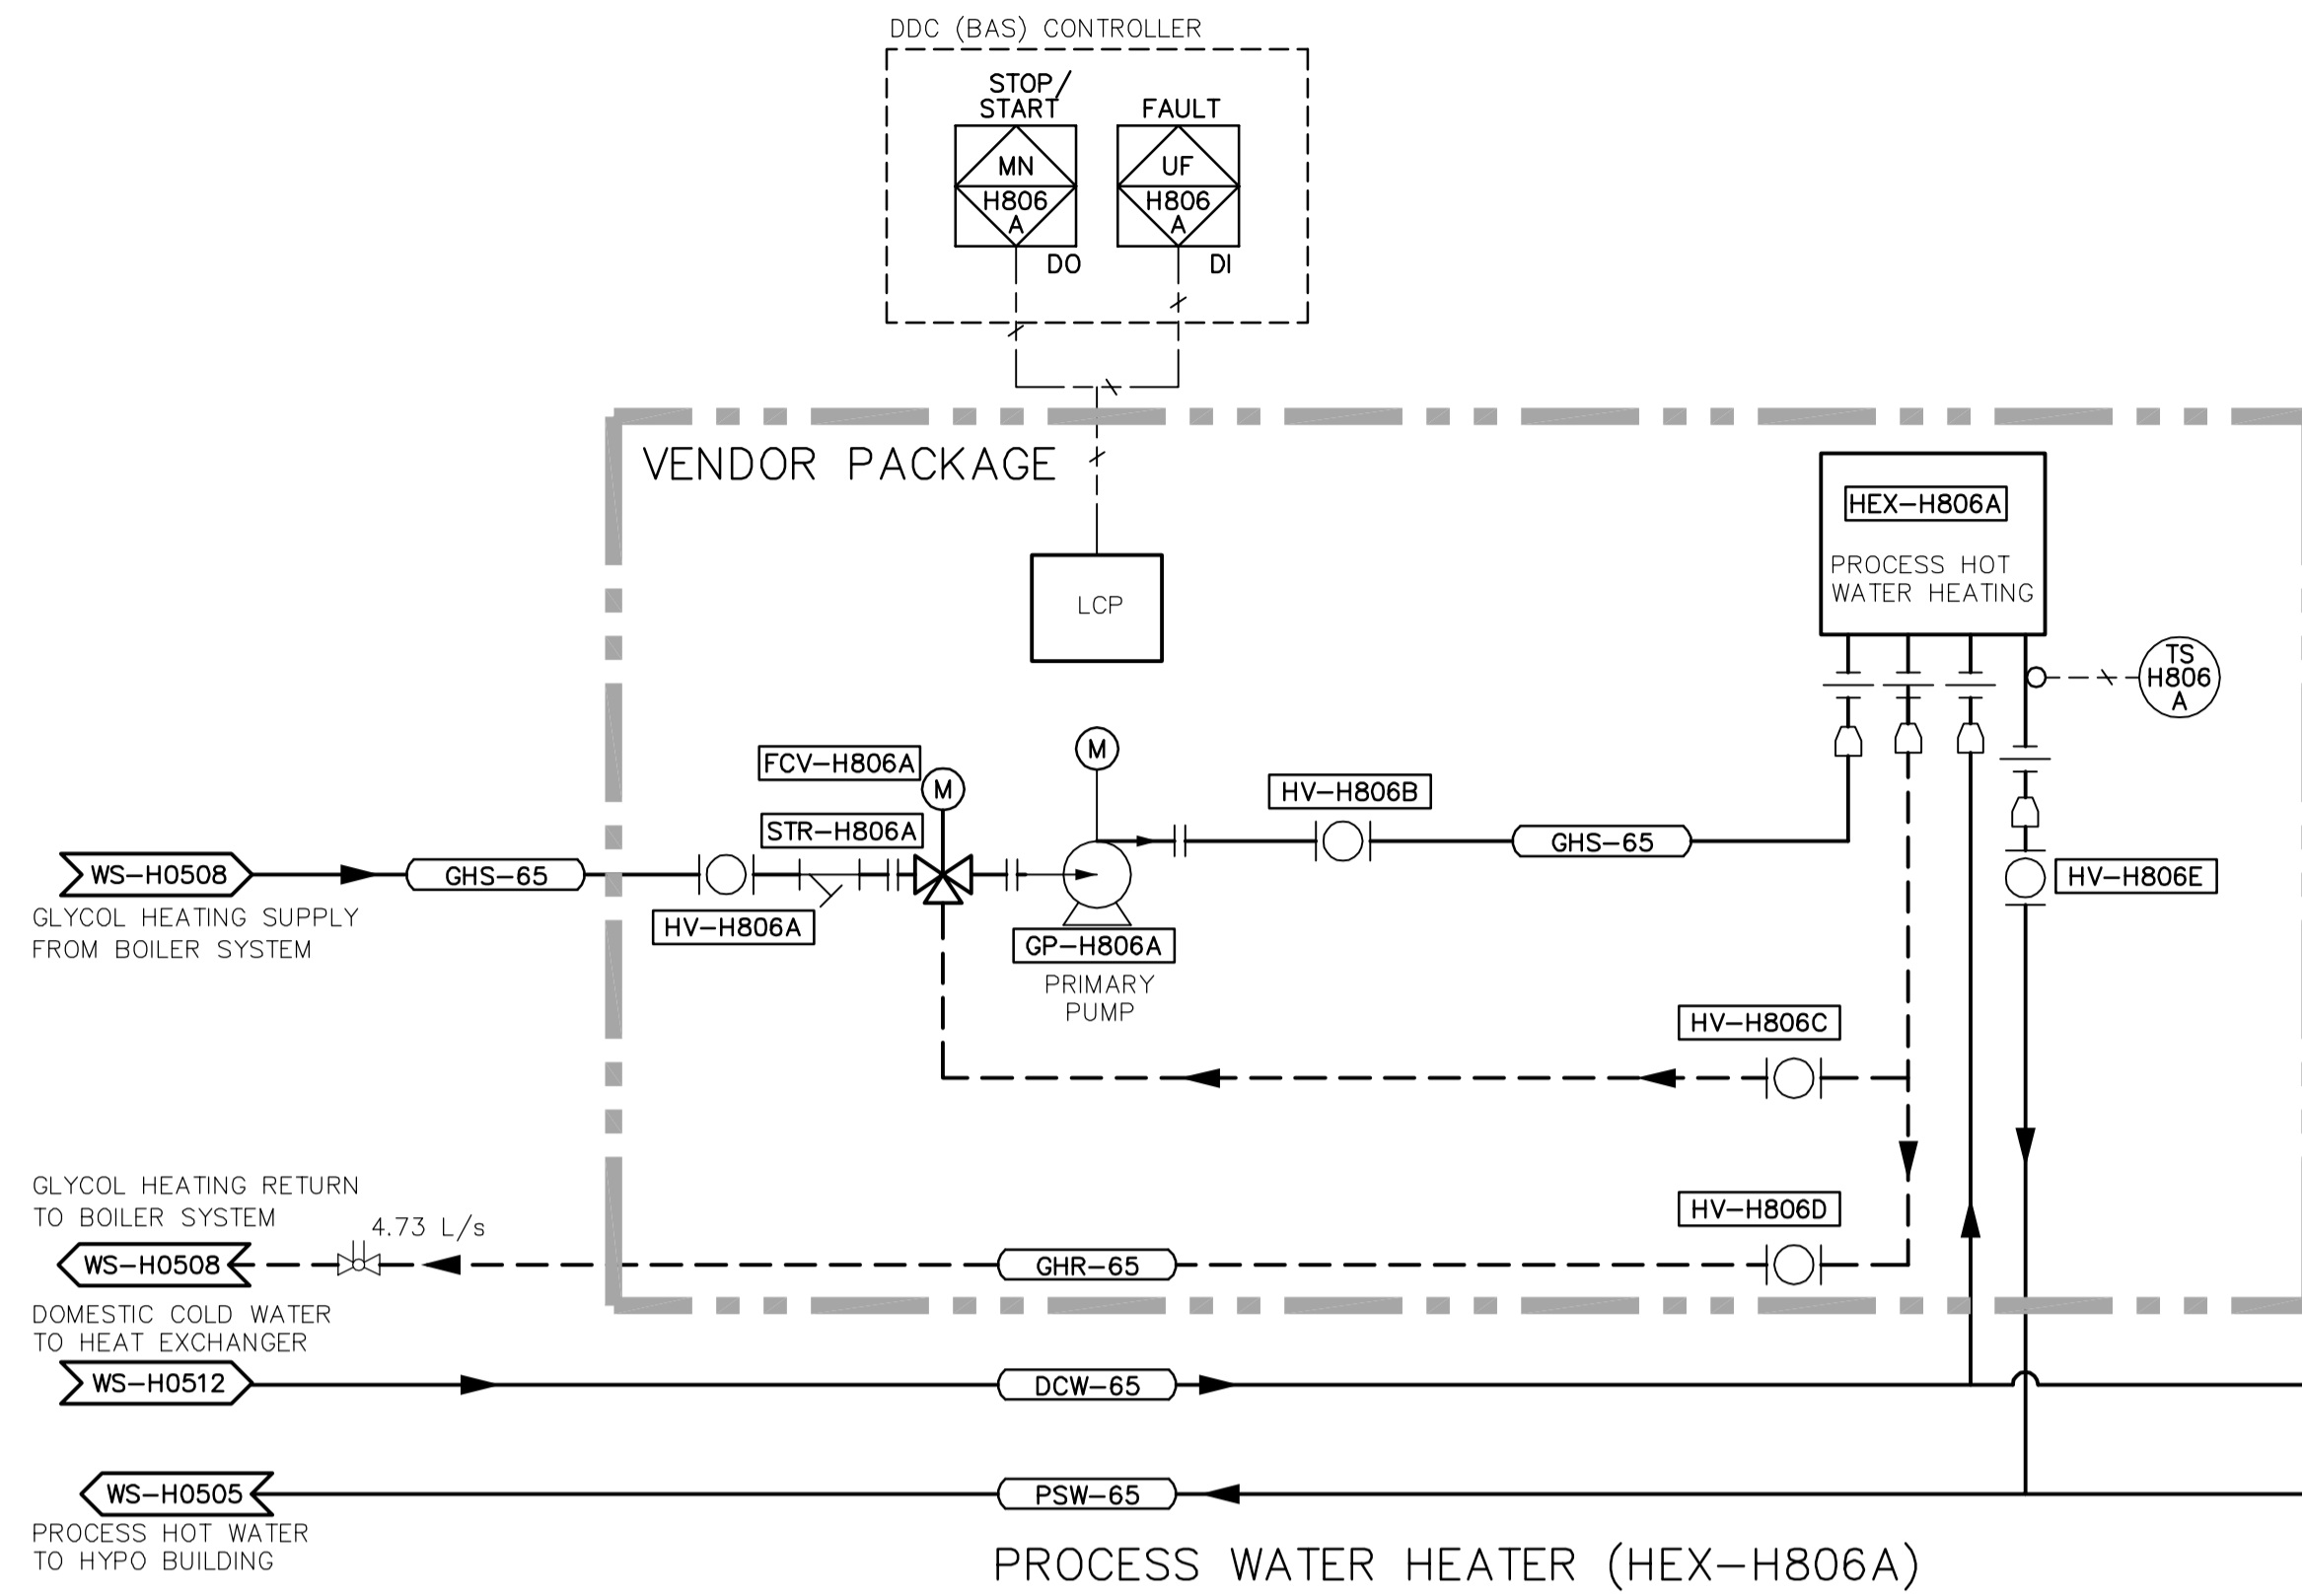 DDC (BAS) CONTROLLER
STOP/
START
FAULT
MN
H806
A
UF
H806
A
DO
DI
VENDOR PACKAGE
HEX-H806A
PROCESS HOT
WATER HEATING
LCP
TS
H806
A
FCV-H806A
M
M
STR-H806A
HV-H806B
WS-H0508
GHS-65
GHS-65
HV-H806E
GLYCOL HEATING SUPPLY
FROM BOILER SYSTEM
HV-H806A
GP-H806A
PRIMARY
PUMP
HV-H806C
GLYCOL HEATING RETURN
TO BOILER SYSTEM
4.73 L/s
HV-H806D
WS-H0508
GHR-65
DOMESTIC COLD WATER
TO HEAT EXCHANGER
WS-H0512
DCW-65
WS-H0505
PSW-65
PROCESS HOT WATER
TO HYPO BUILDING
PROCESS WATER HEATER (HEX-H806A)